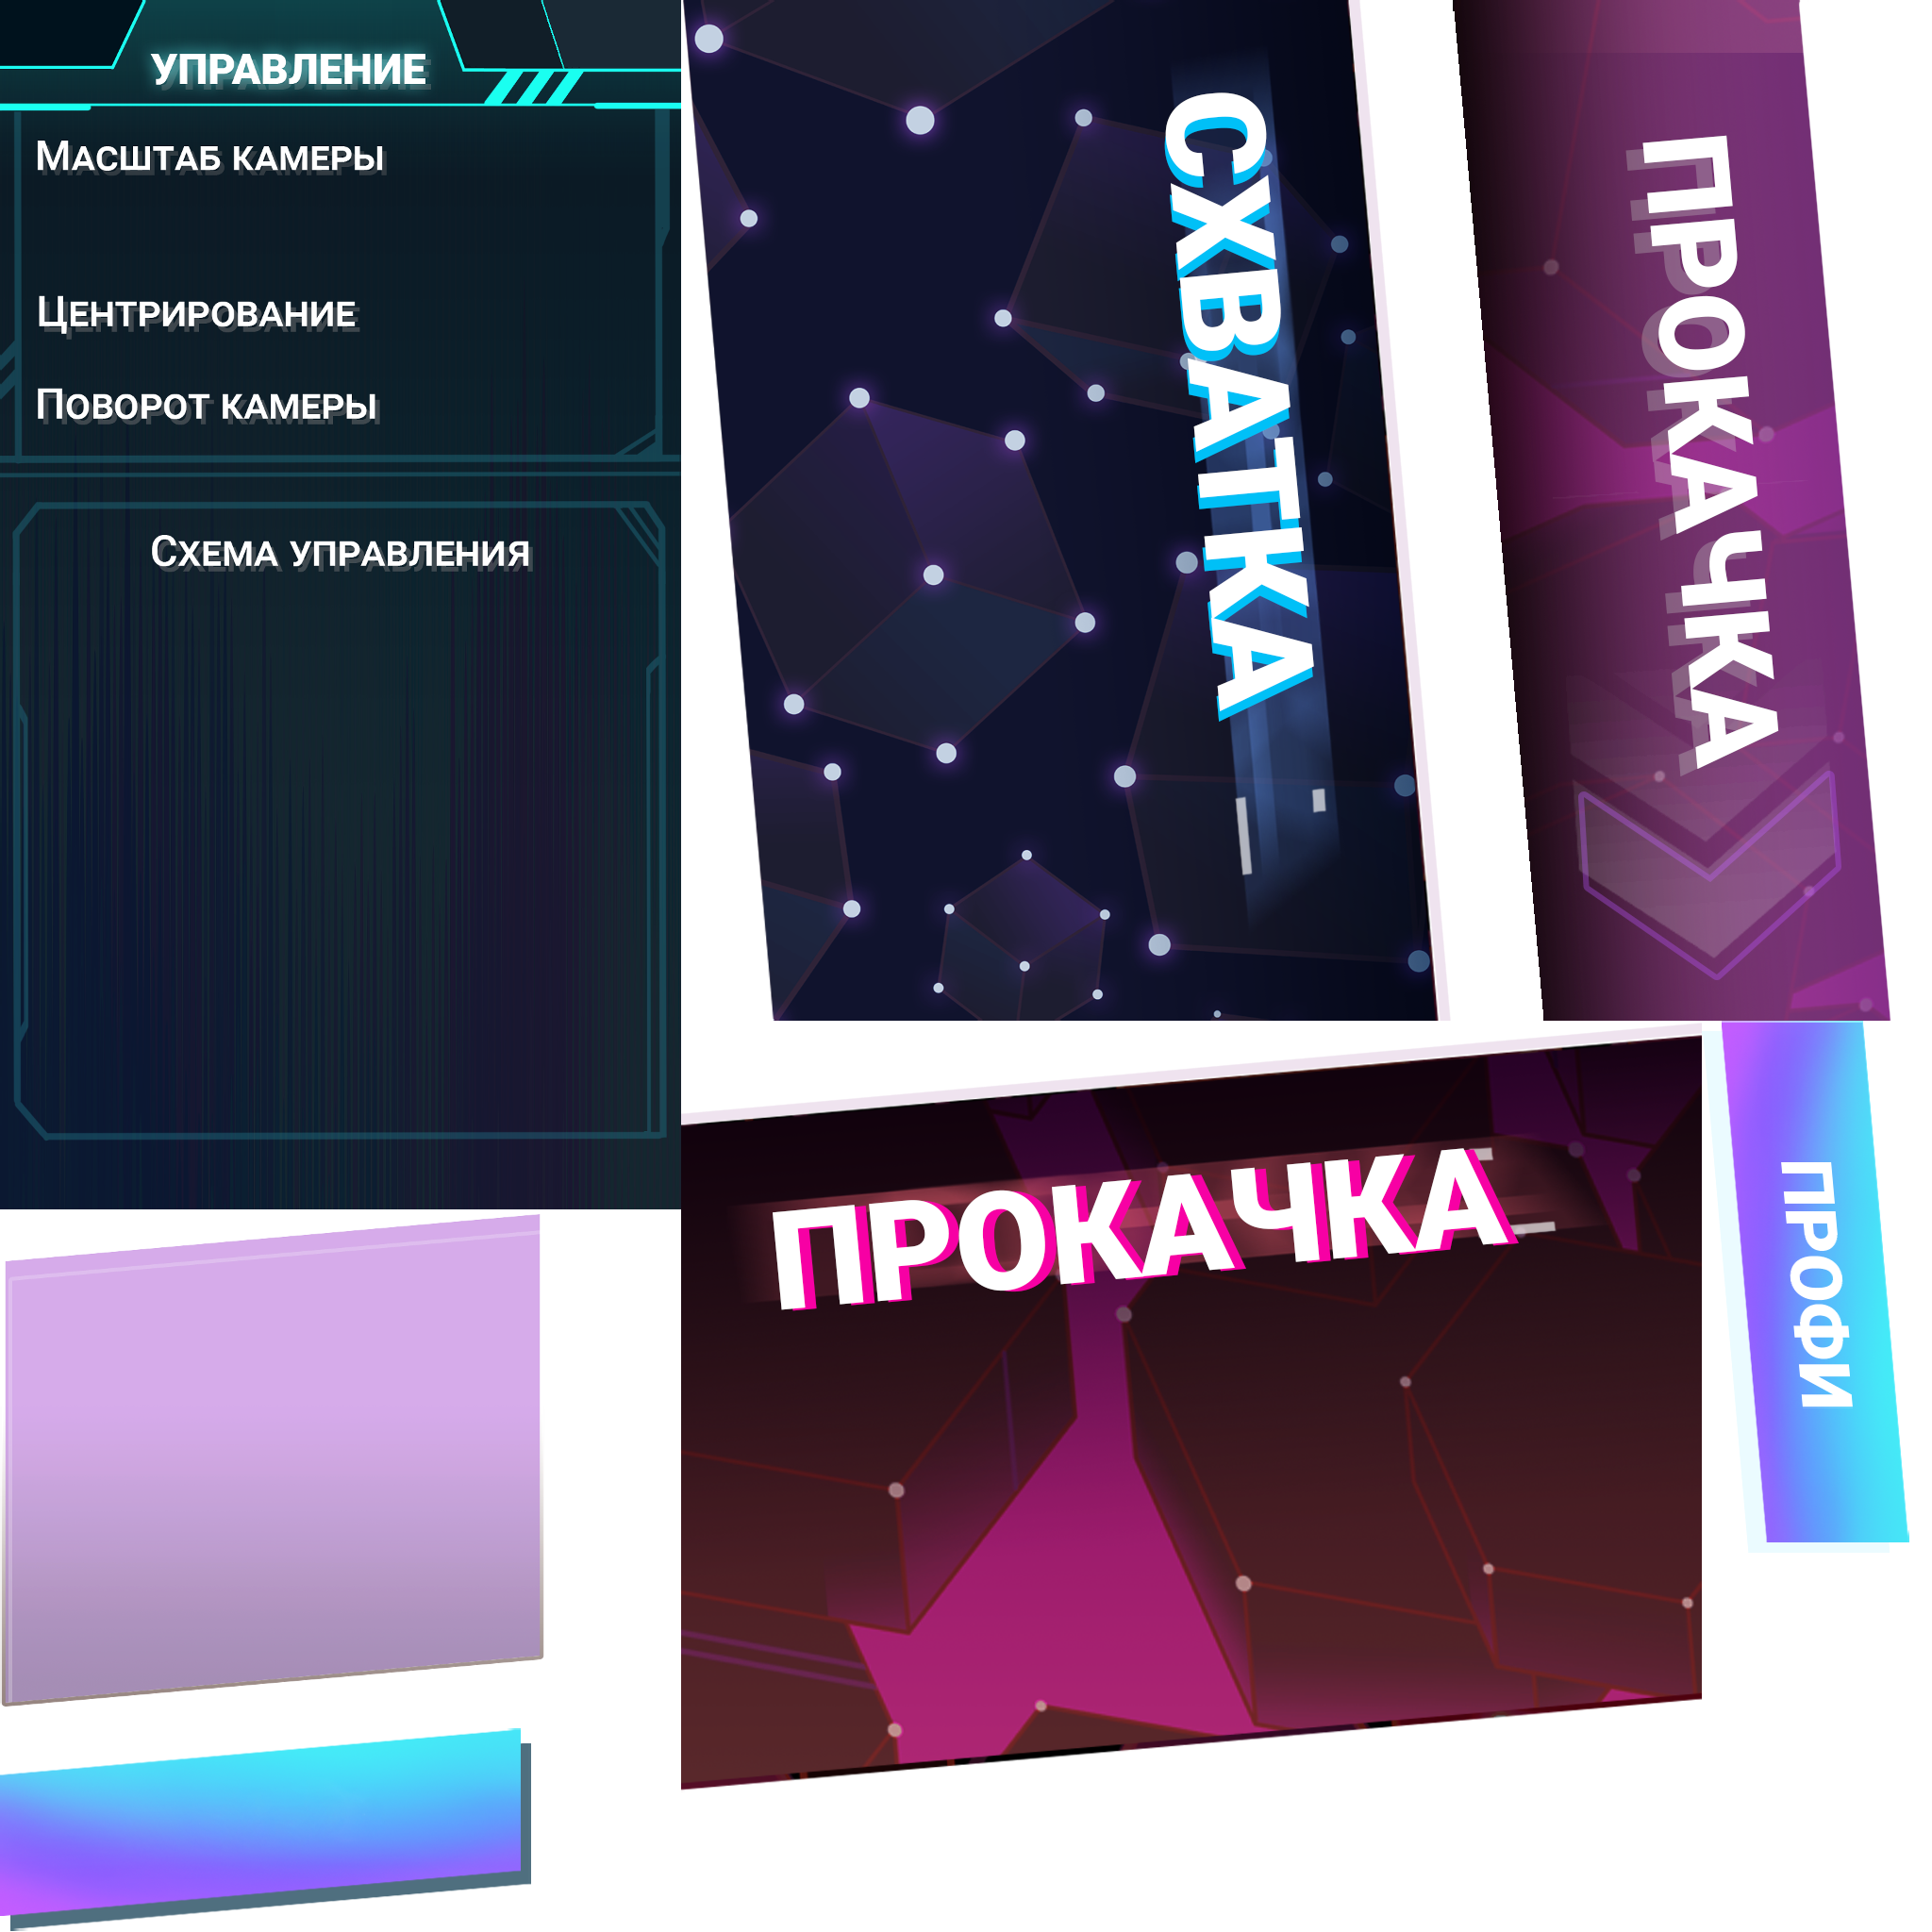 УПРАВЛЕНИЕ
Масштаб камеры
Центрирование
Поворот камеры
Схема управления
СХВАТКА
ПРОКАЧКА
ПРОКАЧКА
ПРОФИ